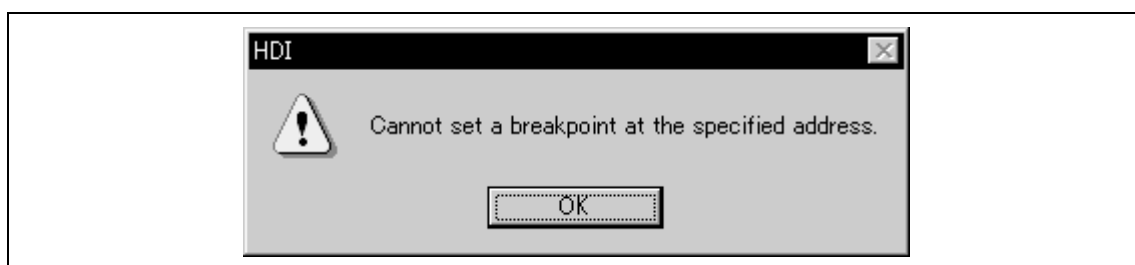 HDI
Cannot set a breakpoint at the specified address.
OK